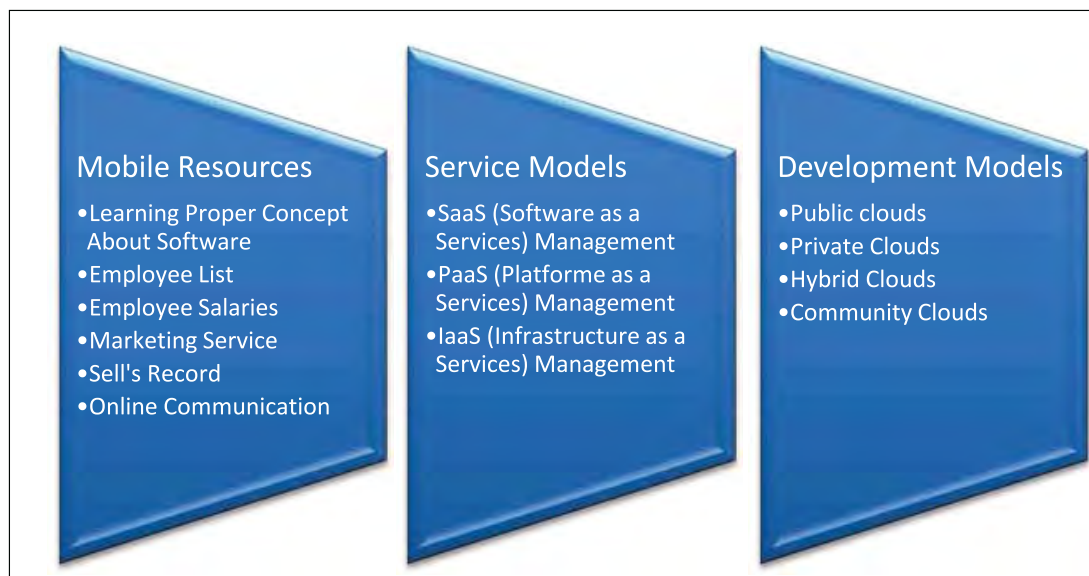 Mobile Resources
•Learning Proper Concept
About Software
•Employee List
•Employee Salaries
•Marketing Service
•Sell's Record
•Online Communication
Service Models
•SaaS (Software as a
Services) Management
•PaaS (Platforme as a
Services) Management
•IaaS (Infrastructure as a
Services) Management
Development Models
•Public clouds
•Private Clouds
•Hybrid Clouds
•Community Clouds